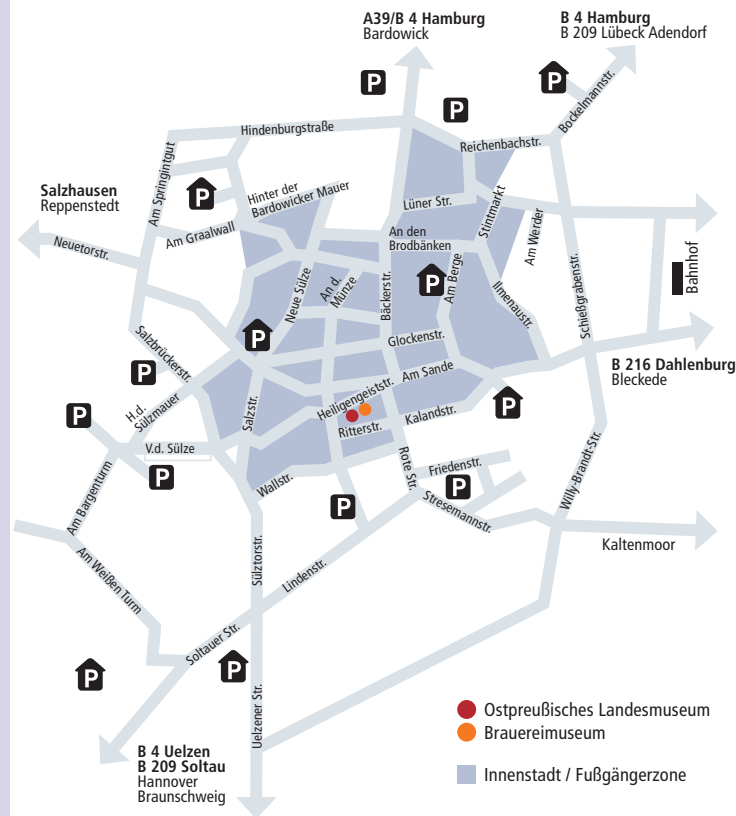 A39/B 4 Hamburg
Bardowick
B 4 Hamburg
B 209 Lübeck Adendorf
P
P
P
Bockelmannstr.
Hindenburgstraße
Reichenbachstr.
Am Springintgut
Salzhausen
Reppenstedt
P
Hinter der
Bardowicker Mauer
Lüner Str.
Stintmarkt
Am Werder
Am Graalwall
Neuetorstr.
An den
Brodbänken
Bahnhof
Neue Sülze
An d.
Münze
Bäckerstr.
P
Am Berge
Ilmenaustr.
Schießgrabenstr.
P
Glockenstr.
Salzbrückerstr.
P
Am Sande
B 216 Dahlenburg
Bleckede
H.d.
Sülzmauer
Salzstr.
Heiligengeiststr.
P
P
Ritterstr.
Kalandstr.
V.d. Sülze
P
Wallstr.
Rote Str.
Friedenstr.
P
Stresemannstr.
Willy-Brandt-Str.
P
Am Bargenturm
Kaltenmoor
Am Weißen Turm
Sülztorstr.
Lindenstr.
Soltauer Str.
P
P
Uelzener Str.
B 4 Uelzen
B 209 Soltau
Hannover
Braunschweig
Ostpreußisches Landesmuseum
Brauereimuseum
Innenstadt / Fußgängerzone